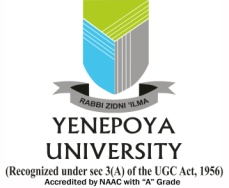 RABBI ZIDNI 'ILMA
YENEPOYA
UNIVERSITY
(Recognized under sec 3(A) of the UGC Act, 1956)
Accredited by NAAC with "A" Grade